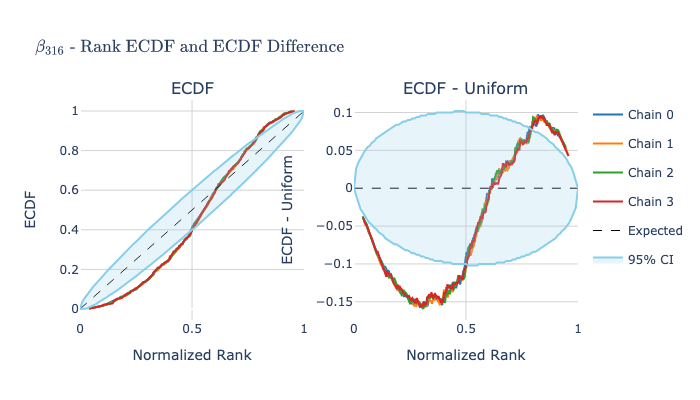 β316 - Rank ECDF and ECDF Difference
ECDF
ECDF - Uniform
1
0.8
0.6
0.4
0.2
0
ECDF
0
0.5
1
Normalized Rank
0.1
0.05
0
−0.05
−0.1
−0.15
ECDF - Uniform
0
0.5
1
Normalized Rank
Chain 0
Chain 1
Chain 2
Chain 3
Expected
95% CI